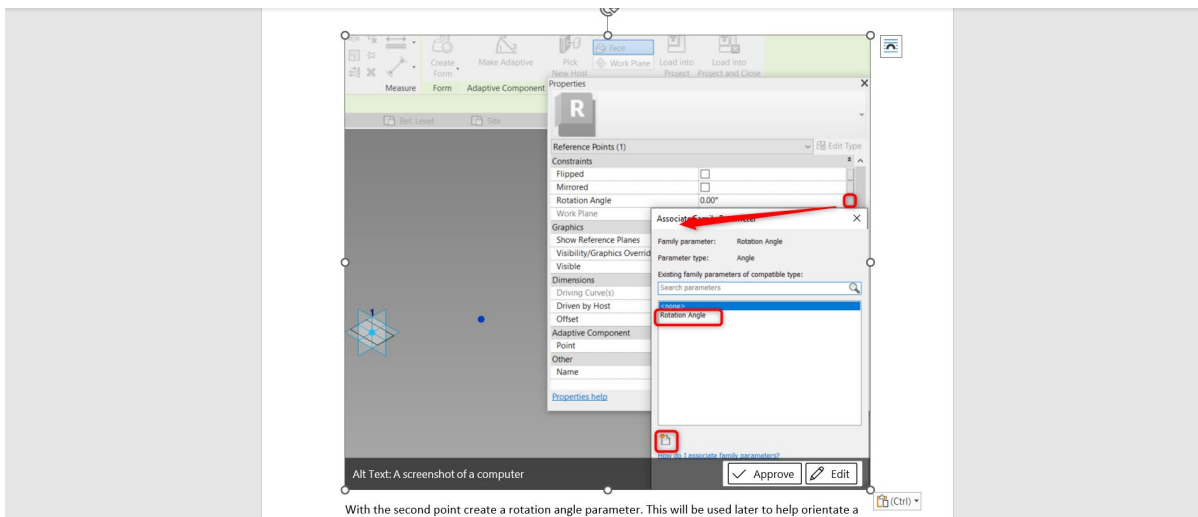 Face
Create
Form
Make Adaptive
Pick
New Host
Work Plane
Load into
Project
Load into
Project and Close
Measure
Form
Adaptive Component
Properties
Ref. Level
Site
R
Reference Points (1)
Edit Type
Constraints
Flipped
Mirrored
Rotation Angle 0.00°
Work Plane
Graphics
Show Reference Planes
Visibility/Graphics Overrid
Visible
Dimensions
Driving Curve(s)
Driven by Host
Offset
Adaptive Component
Point
Other
Name
Properties help
Associate Family Parameter
Family parameter: Rotation Angle
Parameter type: Angle
Existing family parameters of compatible type:
Search parameters
<none>
Rotation Angle
How do I associate family parameters?
1
Alt Text: A screenshot of a computer
Approve
Edit
(Ctrl)
With the second point create a rotation angle parameter. This will be used later to help orientate a